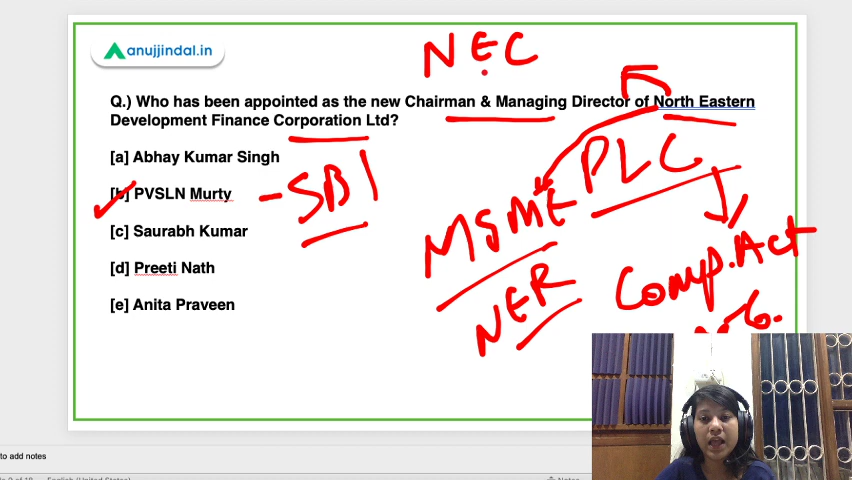 anujjindal.in
NEC
Q.) Who has been appointed as the new Chairman & Managing Director of North Eastern
Development Finance Corporation Ltd?
[a] Abhay Kumar Singh
[b] PVSLN Murty
- SBI
[c] Saurabh Kumar
[d] Preeti Nath
[e] Anita Praveen
PLC
MSME
NER
Comp. Act
to add notes
English (United States)
Notes